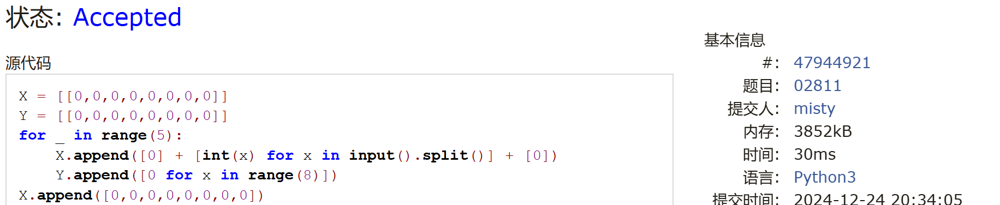 状态: Accepted
源代码
X = [[0,0,0,0,0,0,0,0]]
Y = [[0,0,0,0,0,0,0,0]]
for _ in range(5):
    X.append([0] + [int(x) for x in input().split()] + [0])
    Y.append([0 for x in range(8)])
X.append([0,0,0,0,0,0,0,0])
基本信息
#: 47944921
题目: 02811
提交人: misty
内存: 3852kB
时间: 30ms
语言: Python3
提交时间: 2024-12-24 20:34:05